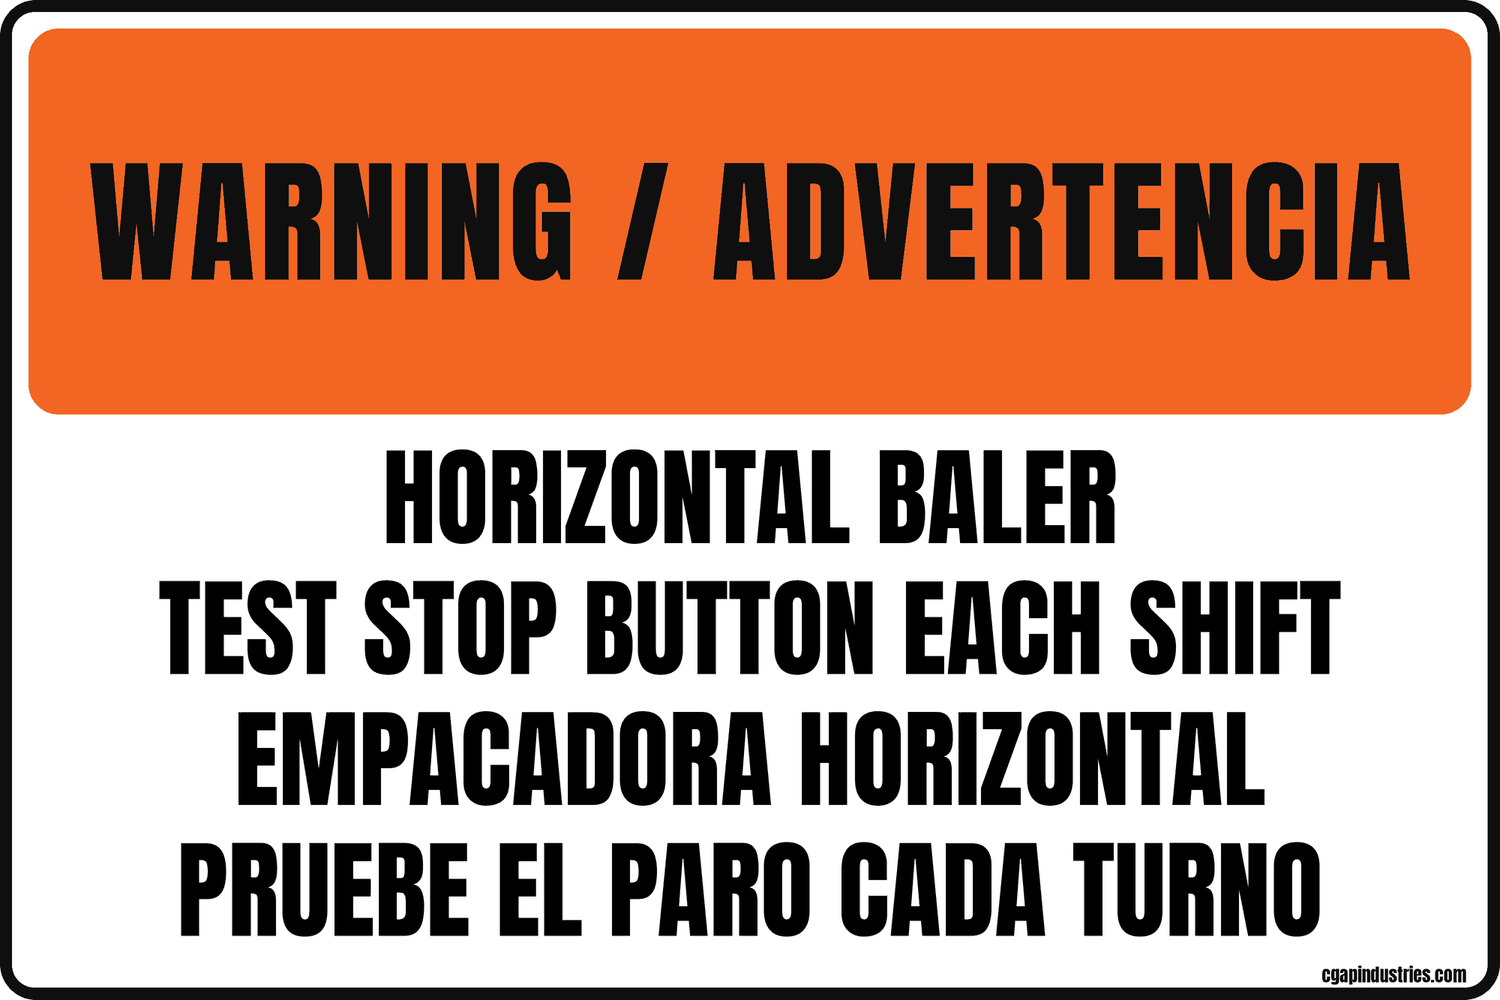 WARNING / ADVERTENCIA
HORIZONTAL BALER
TEST STOP BUTTON EACH SHIFT
EMPACADORA HORIZONTAL
PRUEBE EL PARO CADA TURNO
cgapindustries.com